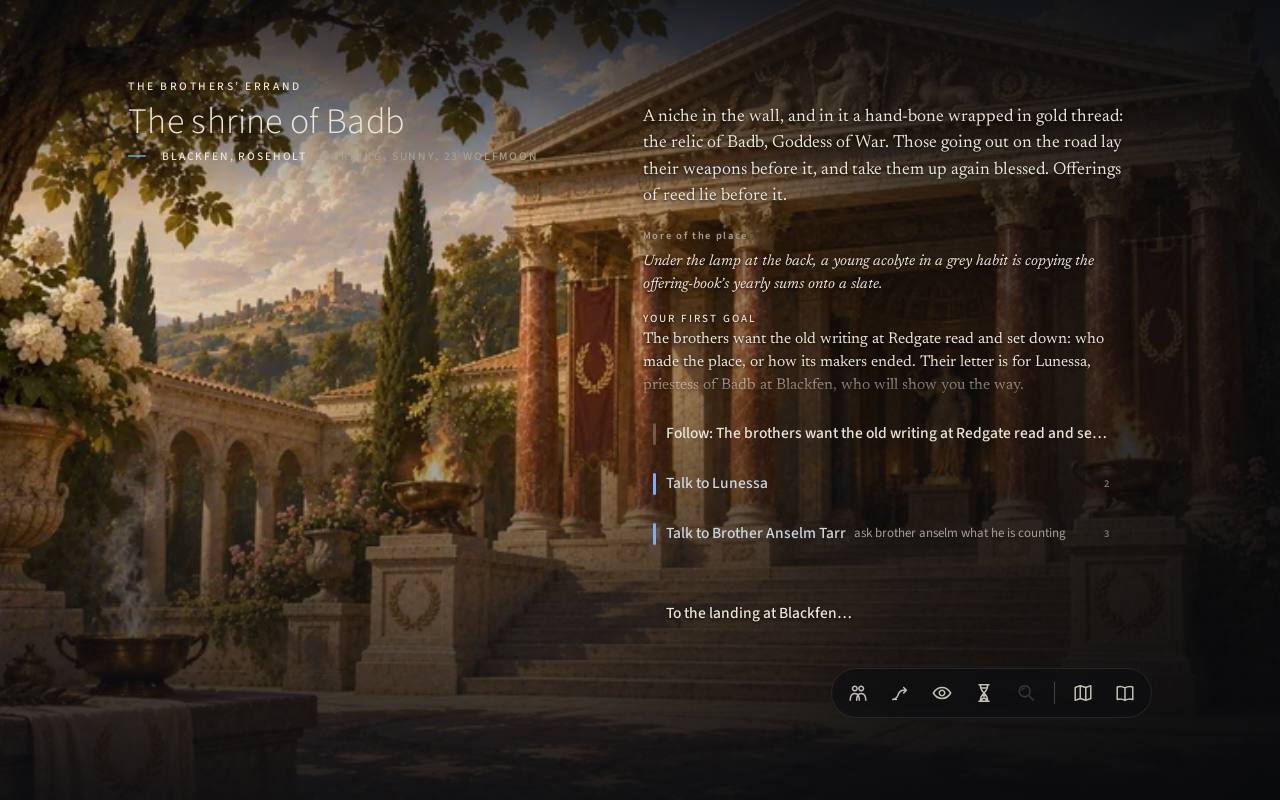 THE BROTHERS' ERRAND
The shrine of Badb
BLACKFEN, ROSEHOLT
SUNNY, 23 WOLFMOON
A niche in the wall, and in it a hand-bone wrapped in gold thread:
the relic of Badb, Goddess of War. Those going out on the road lay
their weapons before it, and take them up again blessed. Offerings
of reed lie before it.
More of the place
Under the lamp at the back, a young acolyte in a grey habit is copying the
offering-book's yearly sums onto a slate.
YOUR FIRST GOAL
The brothers want the old writing at Redgate read and set down: who
made the place, or how its makers ended. Their letter is for Lunessa,
priestess of Badb at Blackfen, who will show you the way.
Follow: The brothers want the old writing at Redgate read and se…
Talk to Lunessa 2
Talk to Brother Anselm Tarr ask brother anselm what he is counting 3
To the landing at Blackfen…